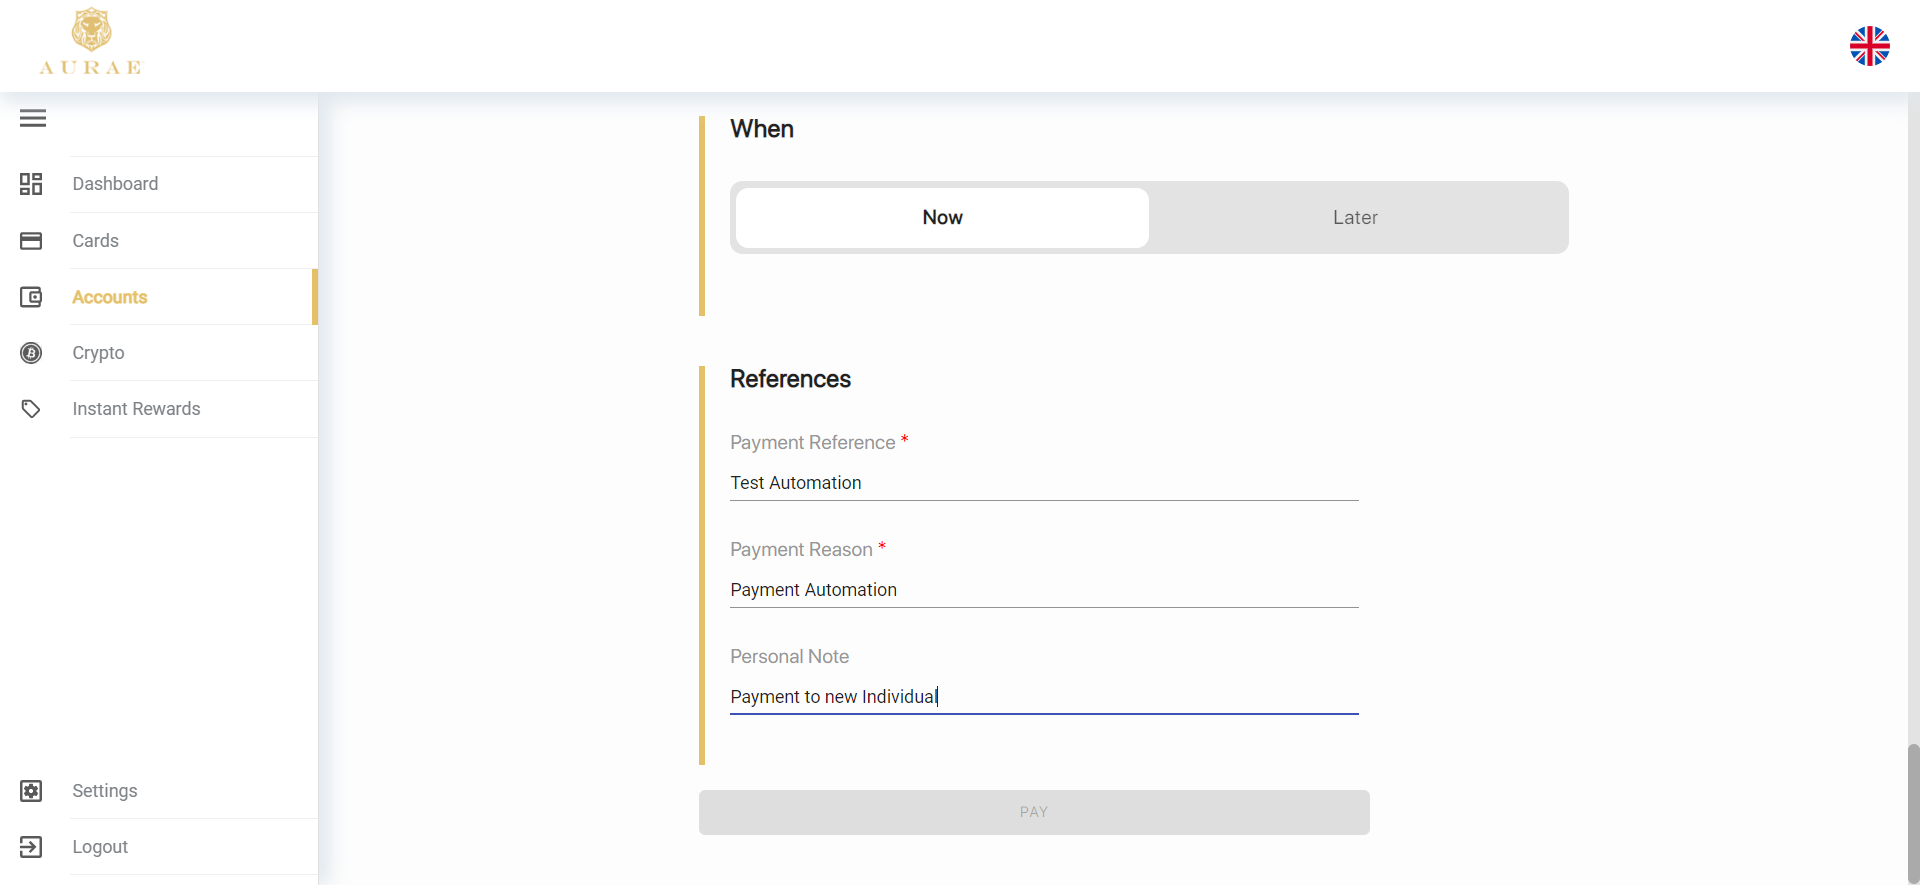 AURAE
Dashboard
Cards
Accounts
Crypto
Instant Rewards
Settings
Logout
When
Now
Later
References
Payment Reference *
Test Automation
Payment Reason *
Payment Automation
Personal Note
Payment to new Individual
PAY